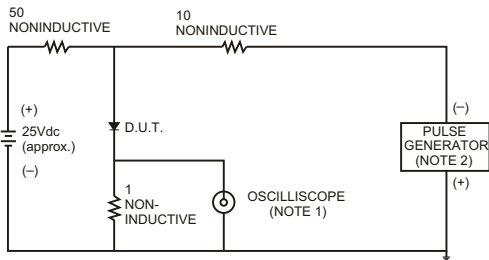 50
NONINDUCTIVE
10
NONINDUCTIVE
(+)
25Vdc
(approx.)
(–)
D.U.T.
1
NON-
INDUCTIVE
OSCILLISCOPE
(NOTE 1)
(–)
PULSE
GENERATOR
(NOTE 2)
(+)